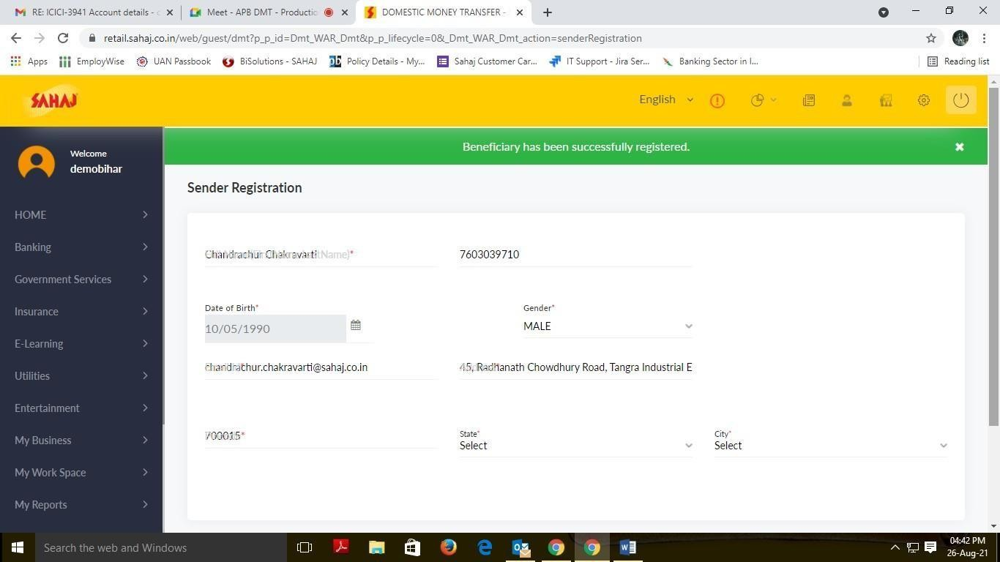 RE: ICICI-3941 Account details -
Meet - APB DMT - Productio
DOMESTIC MONEY TRANSFER -
retail.sahaj.co.in/web/guest/dmt?p_p_id=Dmt_WAR_Dmt&p_p_lifecycle=0&_Dmt_WAR_Dmt_action=senderRegistration
Apps EmployWise UAN Passbook BiSolutions - SAHAJ Policy Details - My... Sahaj Customer Car... IT Support - Jira Ser... Banking Sector in I... Reading list
SAHAJ
English
Welcome
demobihar
Beneficiary has been successfully registered.
HOME
Banking
Government Services
Insurance
E-Learning
Utilities
Entertainment
My Business
My Work Space
My Reports
Sender Registration
Chandrachur Chakravarti *
7603039710
Date of Birth*
10/05/1990
Gender*
MALE
chandrachur.chakravarti@sahaj.co.in
45, Radhanath Chowdhury Road, Tangra Industrial E
700015 *
State*
Select
City*
Select
Search the web and Windows
04:42 PM
26-Aug-21